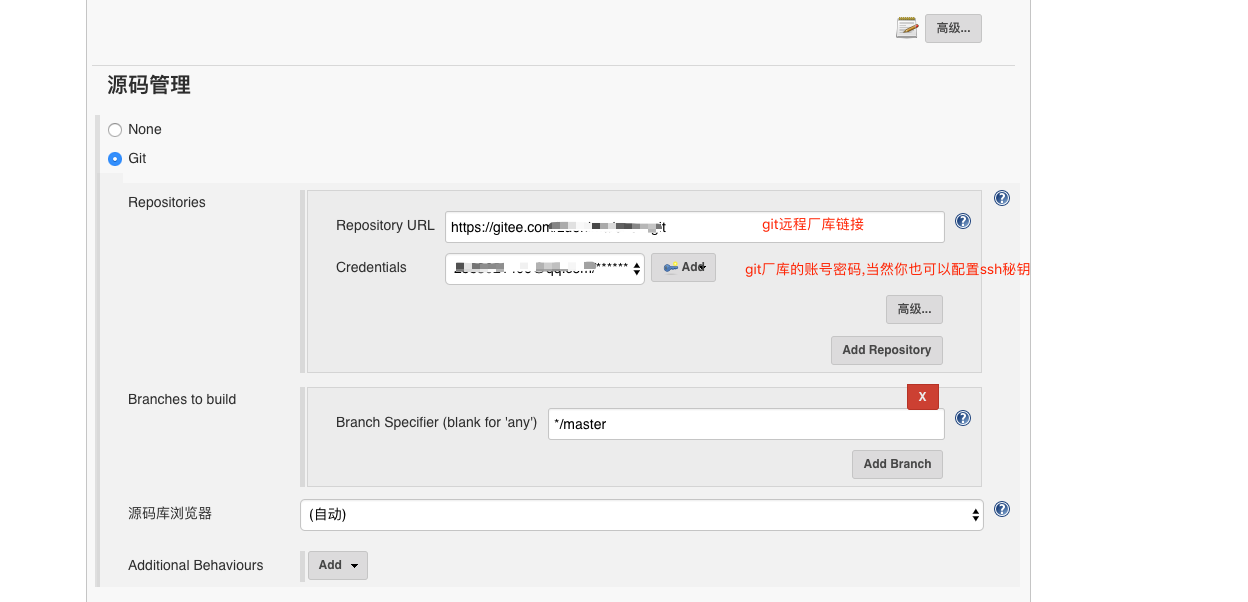 高级...
源码管理
None
Git
Repositories
Repository URL
https://gitee.com
git
git远程厂库链接
Credentials
qq.com/******
Add
git厂库的账号密码,当然你也可以配置ssh秘钥
高级...
Add Repository
Branches to build
X
Branch Specifier (blank for 'any')
*/master
Add Branch
源码库浏览器
(自动)
Additional Behaviours
Add